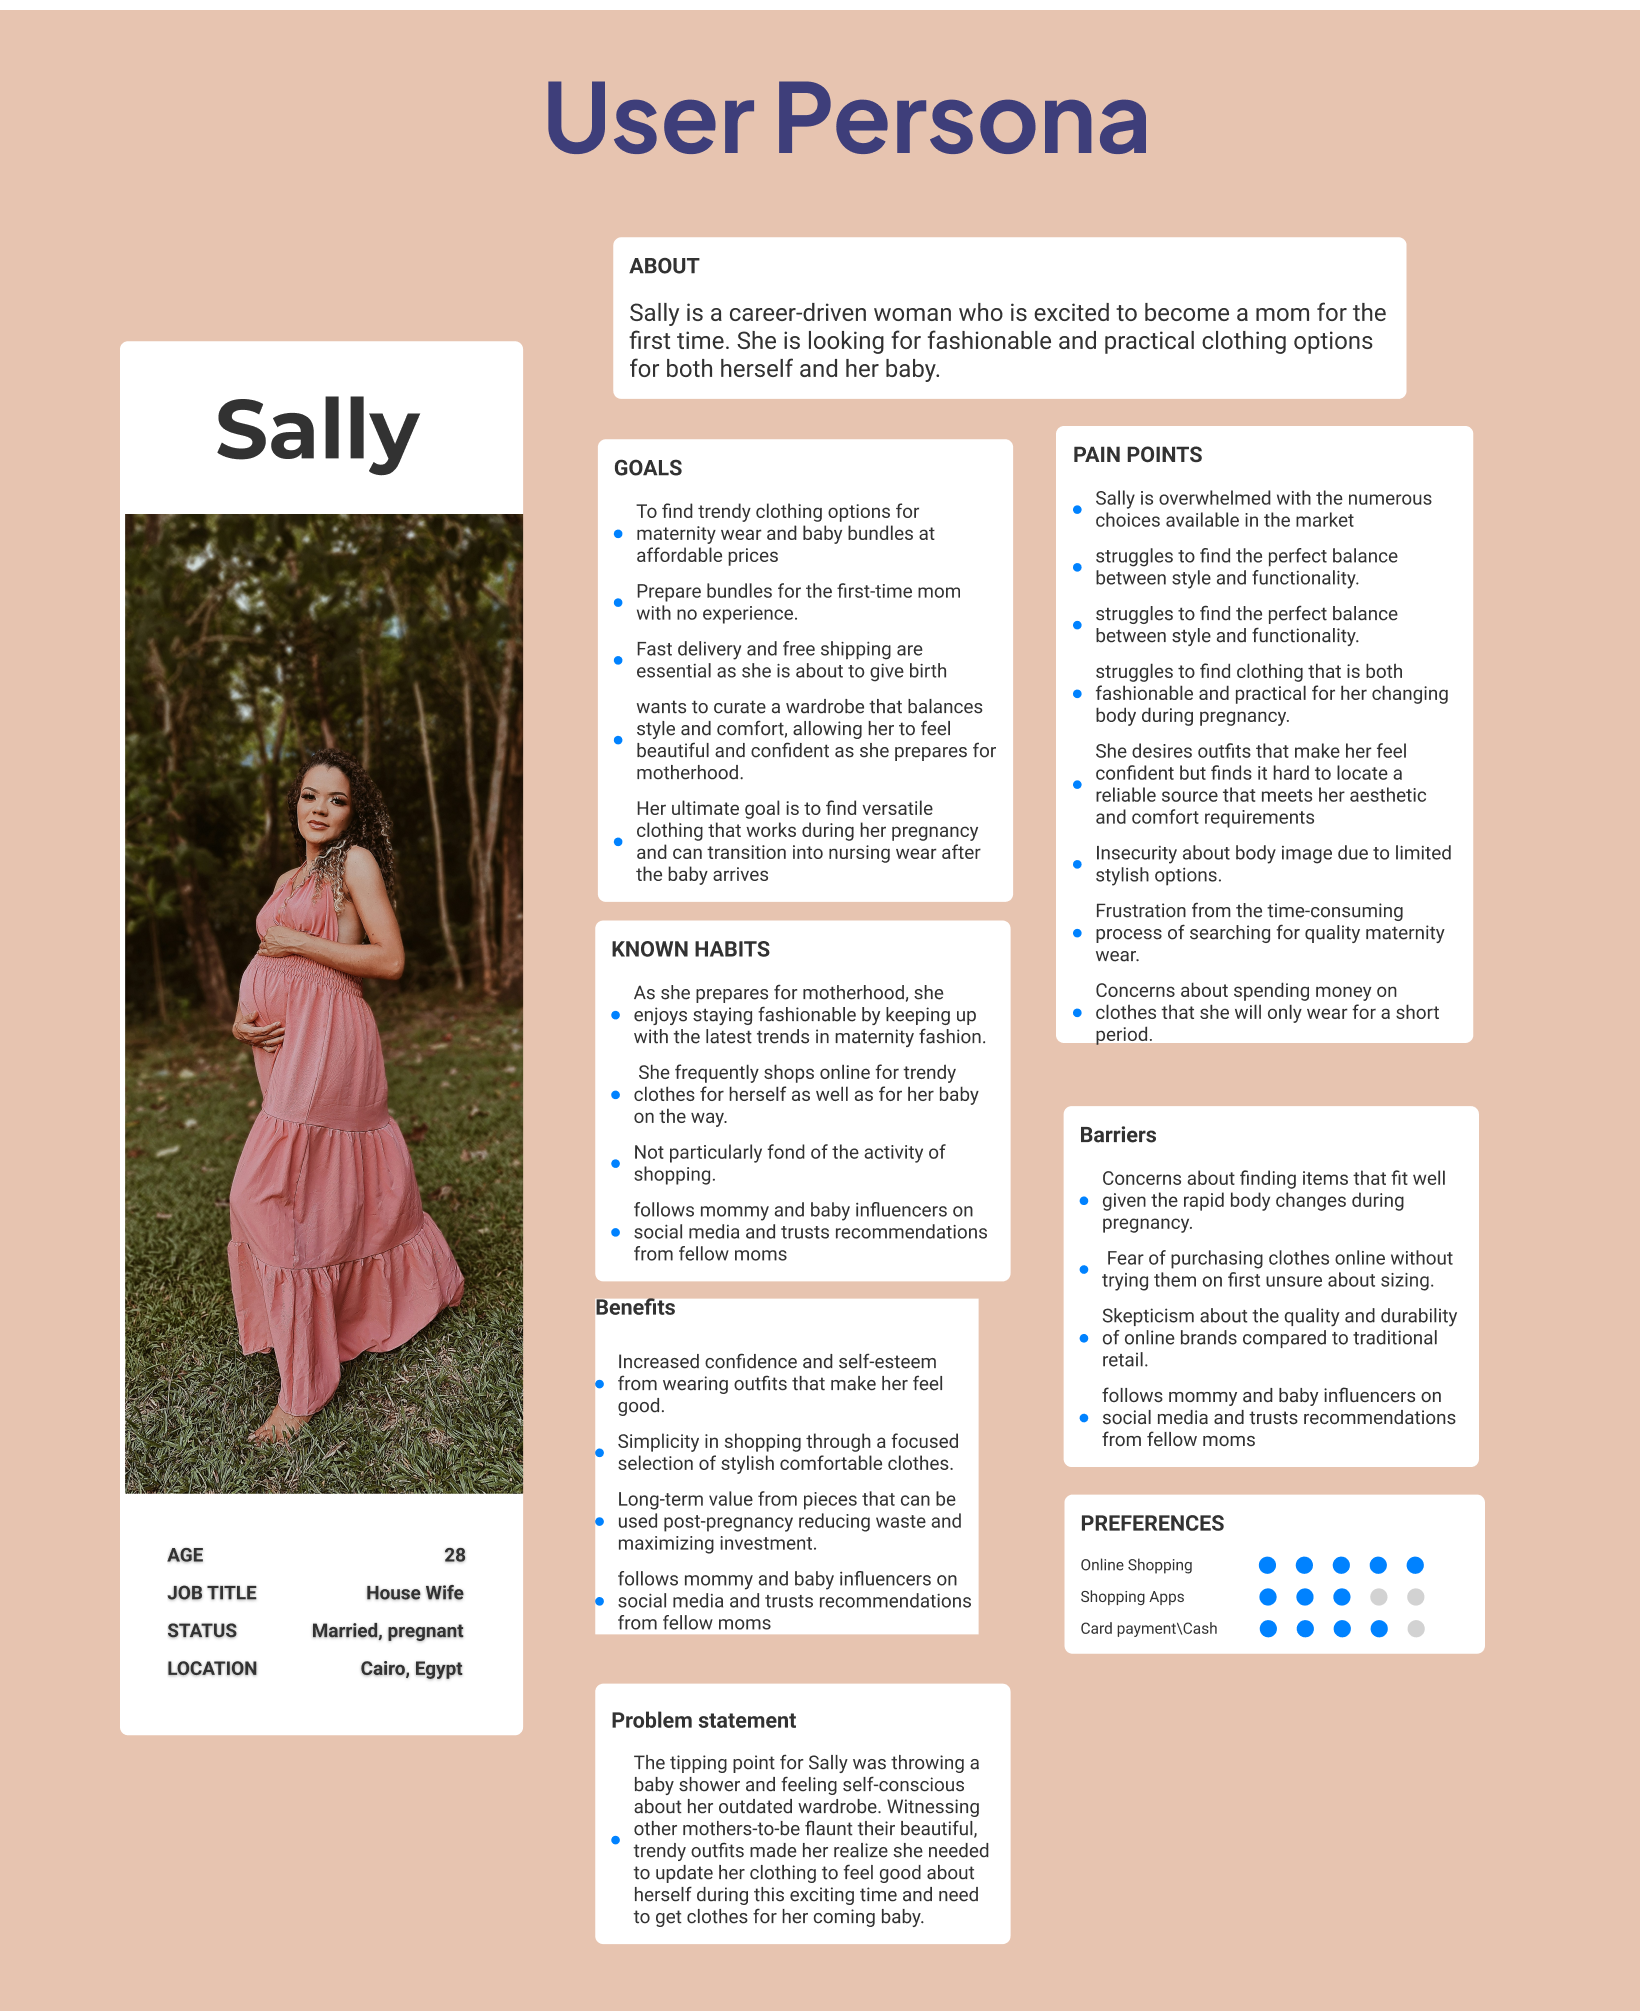 User Persona
Sally
AGE 28
JOB TITLE House Wife
STATUS Married, pregnant
LOCATION Cairo, Egypt
ABOUT
Sally is a career-driven woman who is excited to become a mom for the
first time. She is looking for fashionable and practical clothing options
for both herself and her baby.
GOALS
To find trendy clothing options for
maternity wear and baby bundles at
affordable prices
Prepare bundles for the first-time mom
with no experience.
Fast delivery and free shipping are
essential as she is about to give birth
wants to curate a wardrobe that balances
style and comfort, allowing her to feel
beautiful and confident as she prepares for
motherhood.
Her ultimate goal is to find versatile
clothing that works during her pregnancy
and can transition into nursing wear after
the baby arrives
KNOWN HABITS
As she prepares for motherhood, she
enjoys staying fashionable by keeping up
with the latest trends in maternity fashion.
She frequently shops online for trendy
clothes for herself as well as for her baby
on the way.
Not particularly fond of the activity of
shopping.
follows mommy and baby influencers on
social media and trusts recommendations
from fellow moms
Benefits
Increased confidence and self-esteem
from wearing outfits that make her feel
good.
Simplicity in shopping through a focused
selection of stylish comfortable clothes.
Long-term value from pieces that can be
used post-pregnancy reducing waste and
maximizing investment.
follows mommy and baby influencers on
social media and trusts recommendations
from fellow moms
Problem statement
The tipping point for Sally was throwing a
baby shower and feeling self-conscious
about her outdated wardrobe. Witnessing
other mothers-to-be flaunt their beautiful,
trendy outfits made her realize she needed
to update her clothing to feel good about
herself during this exciting time and need
to get clothes for her coming baby.
PAIN POINTS
Sally is overwhelmed with the numerous
choices available in the market
struggles to find the perfect balance
between style and functionality.
struggles to find the perfect balance
between style and functionality.
struggles to find clothing that is both
fashionable and practical for her changing
body during pregnancy.
She desires outfits that make her feel
confident but finds it hard to locate a
reliable source that meets her aesthetic
and comfort requirements
Insecurity about body image due to limited
stylish options.
Frustration from the time-consuming
process of searching for quality maternity
wear.
Concerns about spending money on
clothes that she will only wear for a short
period.
Barriers
Concerns about finding items that fit well
given the rapid body changes during
pregnancy.
Fear of purchasing clothes online without
trying them on first unsure about sizing.
Skepticism about the quality and durability
of online brands compared to traditional
retail.
follows mommy and baby influencers on
social media and trusts recommendations
from fellow moms
PREFERENCES
Online Shopping
Shopping Apps
Card payment\Cash